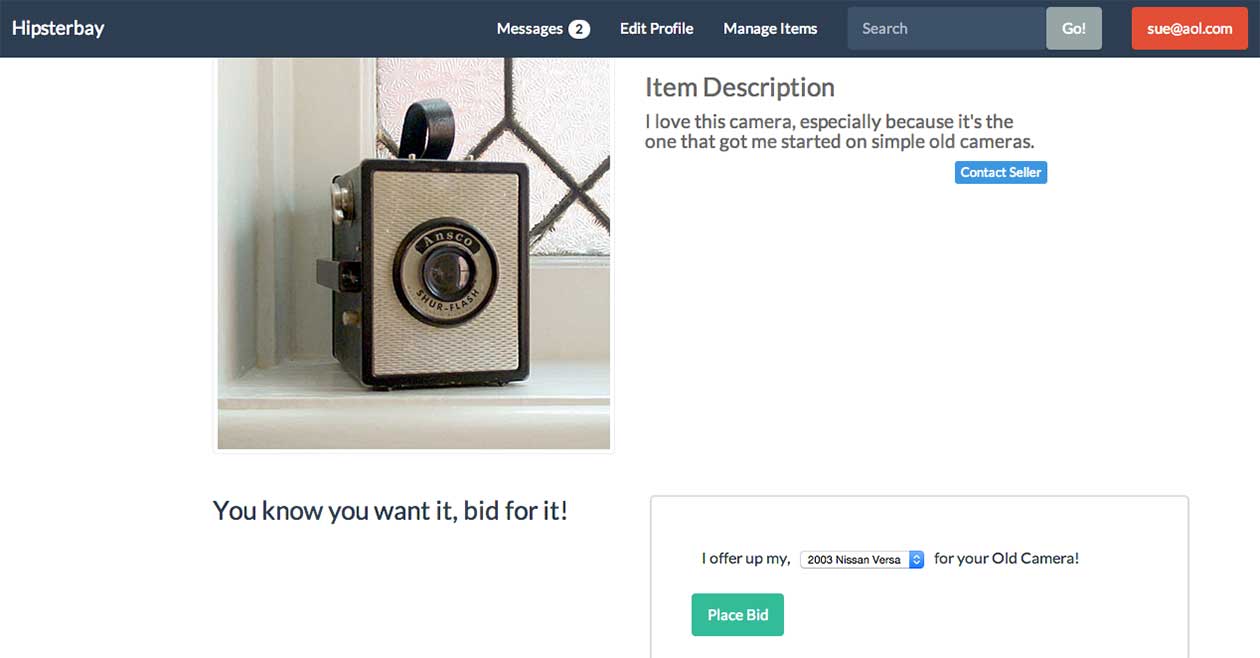 Hipsterbay
Messages 2 Edit Profile Manage Items Search Go! sue@aol.com
Ansco
SHUR-FLASH
Item Description
I love this camera, especially because it's the
one that got me started on simple old cameras.
Contact Seller
You know you want it, bid for it!
I offer up my, 2003 Nissan Versa for your Old Camera!
Place Bid